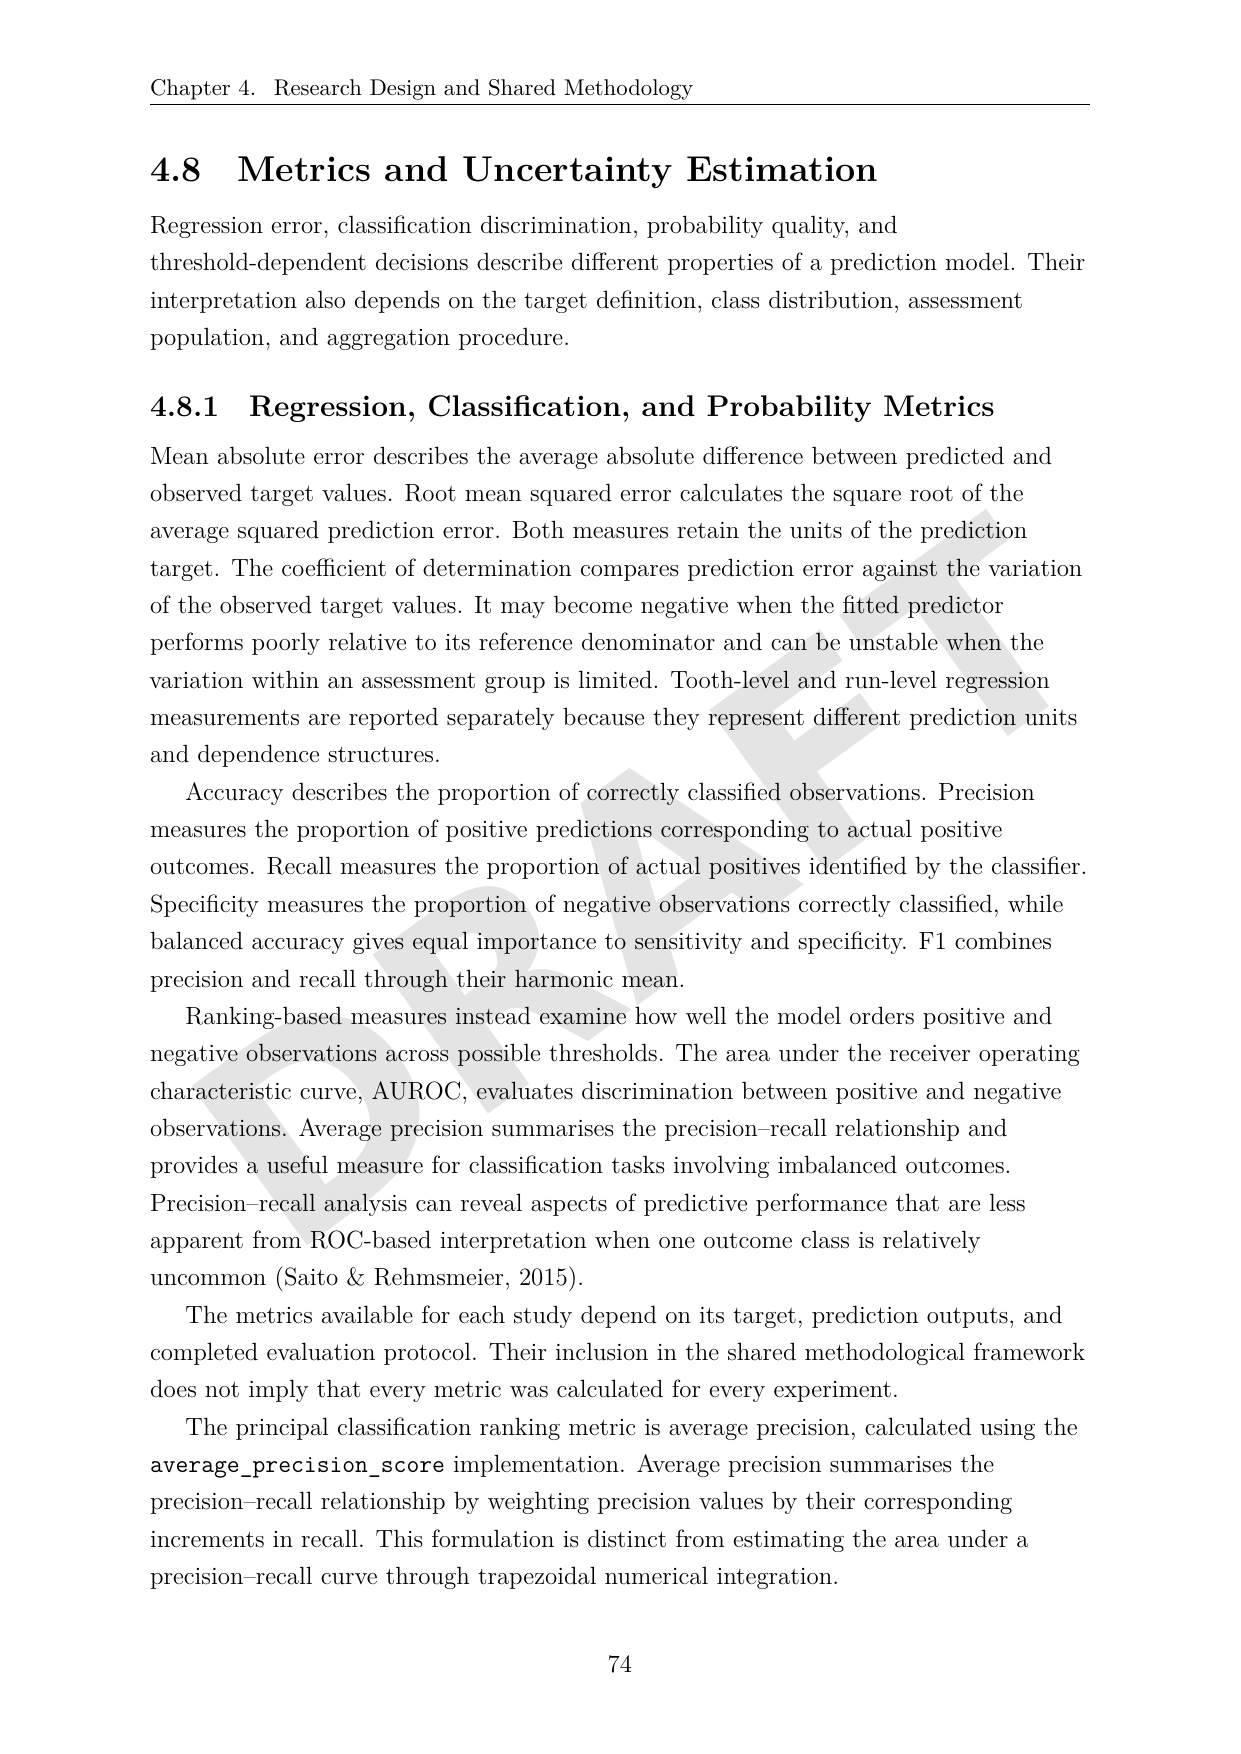 Chapter 4. Research Design and Shared Methodology
4.8 Metrics and Uncertainty Estimation
Regression error, classification discrimination, probability quality, and
threshold-dependent decisions describe different properties of a prediction model. Their
interpretation also depends on the target definition, class distribution, assessment
population, and aggregation procedure.
4.8.1 Regression, Classification, and Probability Metrics
Mean absolute error describes the average absolute difference between predicted and
observed target values. Root mean squared error calculates the square root of the
average squared prediction error. Both measures retain the units of the prediction
target. The coefficient of determination compares prediction error against the variation
of the observed target values. It may become negative when the fitted predictor
performs poorly relative to its reference denominator and can be unstable when the
variation within an assessment group is limited. Tooth-level and run-level regression
measurements are reported separately because they represent different prediction units
and dependence structures.
Accuracy describes the proportion of correctly classified observations. Precision
measures the proportion of positive predictions corresponding to actual positive
outcomes. Recall measures the proportion of actual positives identified by the classifier.
Specificity measures the proportion of negative observations correctly classified, while
balanced accuracy gives equal importance to sensitivity and specificity. F1 combines
precision and recall through their harmonic mean.
Ranking-based measures instead examine how well the model orders positive and
negative observations across possible thresholds. The area under the receiver operating
characteristic curve, AUROC, evaluates discrimination between positive and negative
observations. Average precision summarises the precision–recall relationship and
provides a useful measure for classification tasks involving imbalanced outcomes.
Precision–recall analysis can reveal aspects of predictive performance that are less
apparent from ROC-based interpretation when one outcome class is relatively
uncommon (Saito & Rehmsmeier, 2015).
The metrics available for each study depend on its target, prediction outputs, and
completed evaluation protocol. Their inclusion in the shared methodological framework
does not imply that every metric was calculated for every experiment.
The principal classification ranking metric is average precision, calculated using the
average_precision_score implementation. Average precision summarises the
precision–recall relationship by weighting precision values by their corresponding
increments in recall. This formulation is distinct from estimating the area under a
precision–recall curve through trapezoidal numerical integration.
74
DRAFT